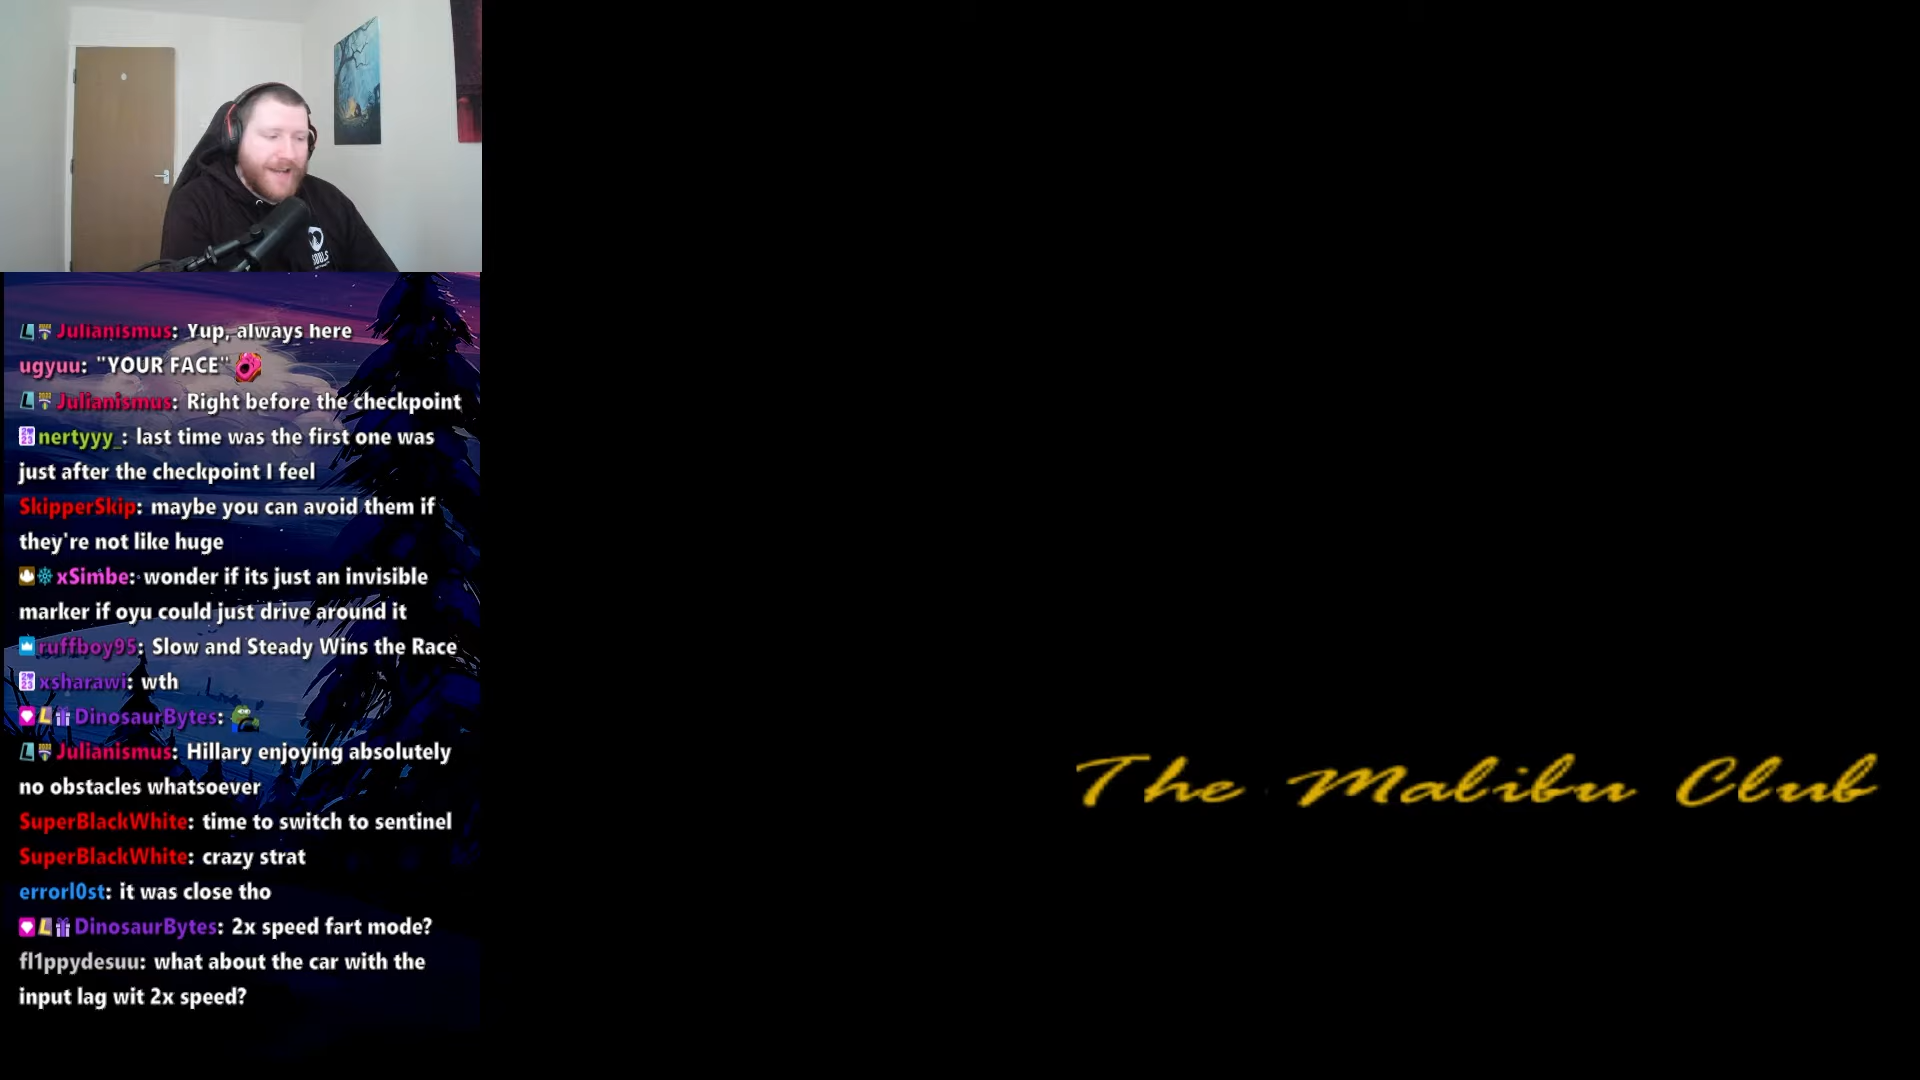 SOULS
Julianismus: Yup, always here
ugyuu: "YOUR FACE"
Julianismus: Right before the checkpoint
nertyyy_: last time was the first one was
just after the checkpoint I feel
SkipperSkip: maybe you can avoid them if
they're not like huge
xSimbe: wonder if its just an invisible
marker if oyu could just drive around it
ruffboy95: Slow and Steady Wins the Race
xsharawi: wth
DinosaurBytes:
Julianismus: Hillary enjoying absolutely
no obstacles whatsoever
SuperBlackWhite: time to switch to sentinel
SuperBlackWhite: crazy strat
errorl0st: it was close tho
DinosaurBytes: 2x speed fart mode?
fl1ppydesuu: what about the car with the
input lag wit 2x speed?
The Malibu Club